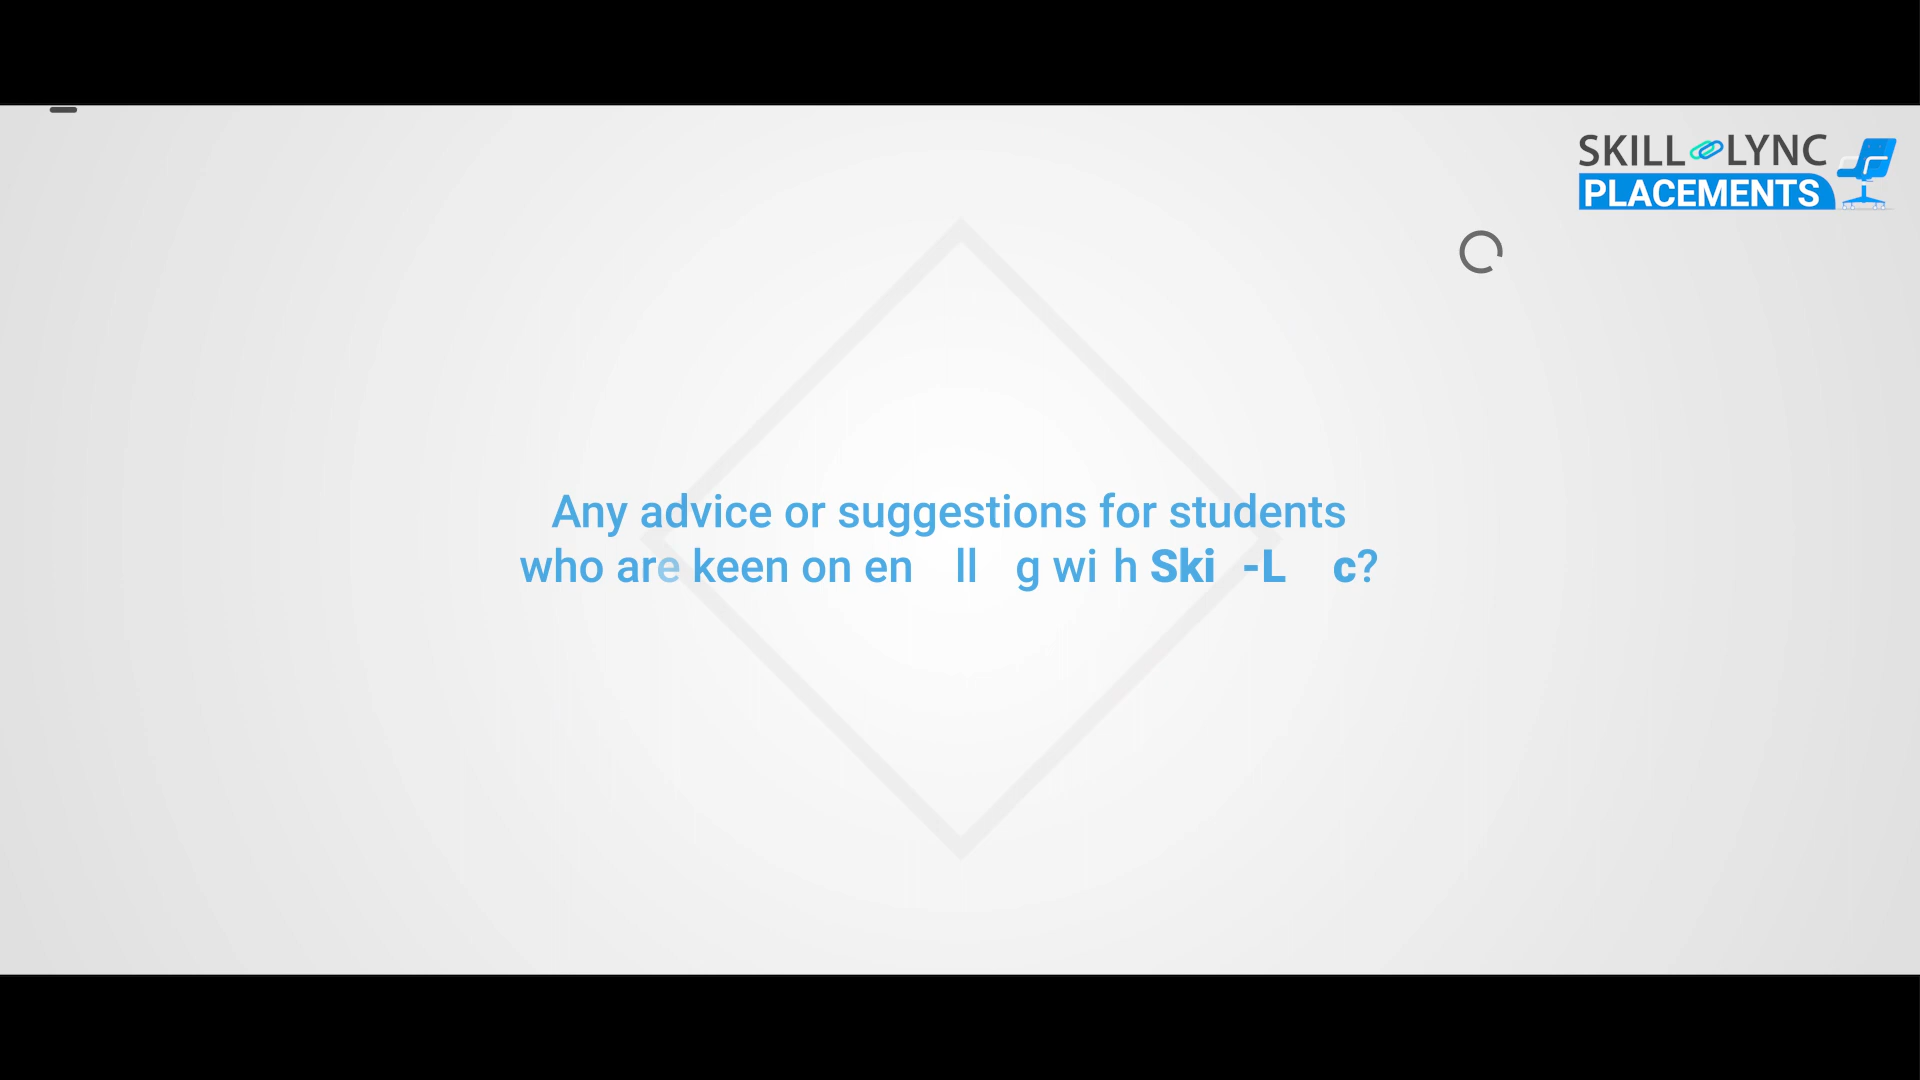 SKILL LYNC
PLACEMENTS
Any advice or suggestions for students
who are keen on en ll g wi h Ski -L c?